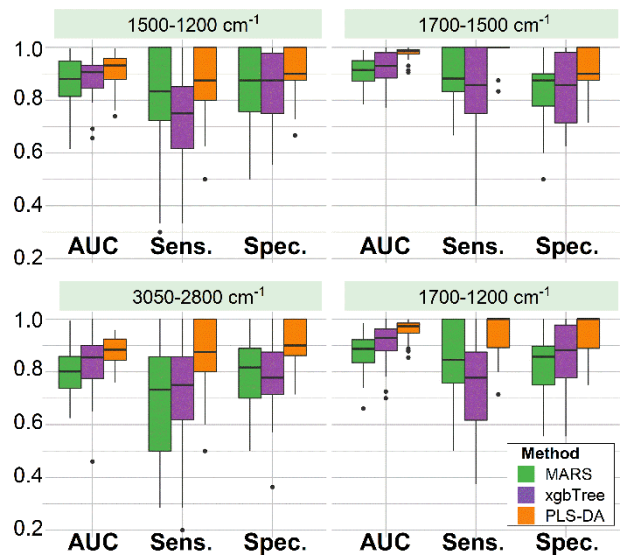 1500-1200 cm⁻¹
1700-1500 cm⁻¹
1.0
0.8
0.6
0.4
0.2
AUC Sens. Spec.
AUC Sens. Spec.
3050-2800 cm⁻¹
1700-1200 cm⁻¹
1.0
0.8
0.6
0.4
0.2
AUC Sens. Spec.
AUC Sens. Spec.
Method
MARS
xgbTree
PLS-DA